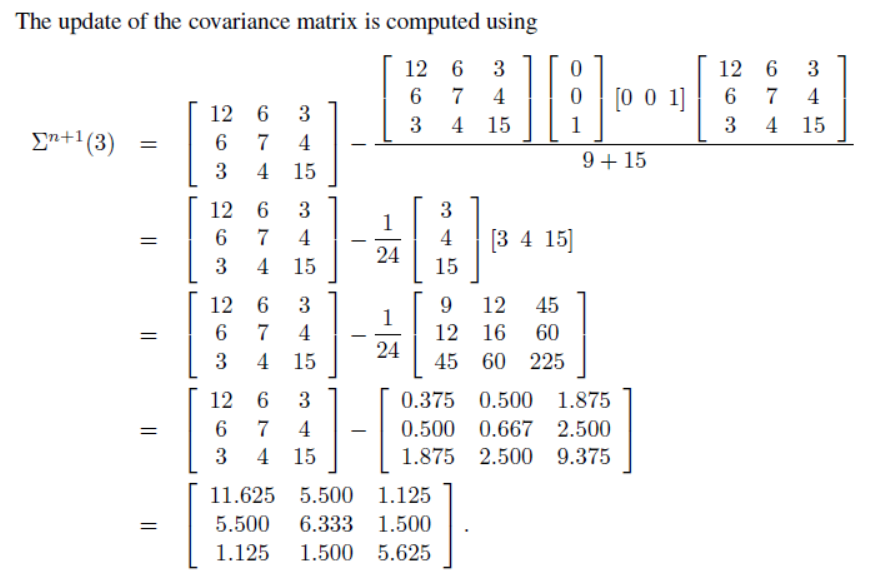 The update of the covariance matrix is computed using
Σ^{n+1}(3) = [ 12 6 3 ; 6 7 4 ; 3 4 15 ] − ( [ 12 6 3 ; 6 7 4 ; 3 4 15 ] [ 0 ; 0 ; 1 ] [0 0 1] [ 12 6 3 ; 6 7 4 ; 3 4 15 ] ) / ( 9 + 15 )
= [ 12 6 3 ; 6 7 4 ; 3 4 15 ] − 1/24 [ 3 ; 4 ; 15 ] [3 4 15]
= [ 12 6 3 ; 6 7 4 ; 3 4 15 ] − 1/24 [ 9 12 45 ; 12 16 60 ; 45 60 225 ]
= [ 12 6 3 ; 6 7 4 ; 3 4 15 ] − [ 0.375 0.500 1.875 ; 0.500 0.667 2.500 ; 1.875 2.500 9.375 ]
= [ 11.625 5.500 1.125 ; 5.500 6.333 1.500 ; 1.125 1.500 5.625 ] .